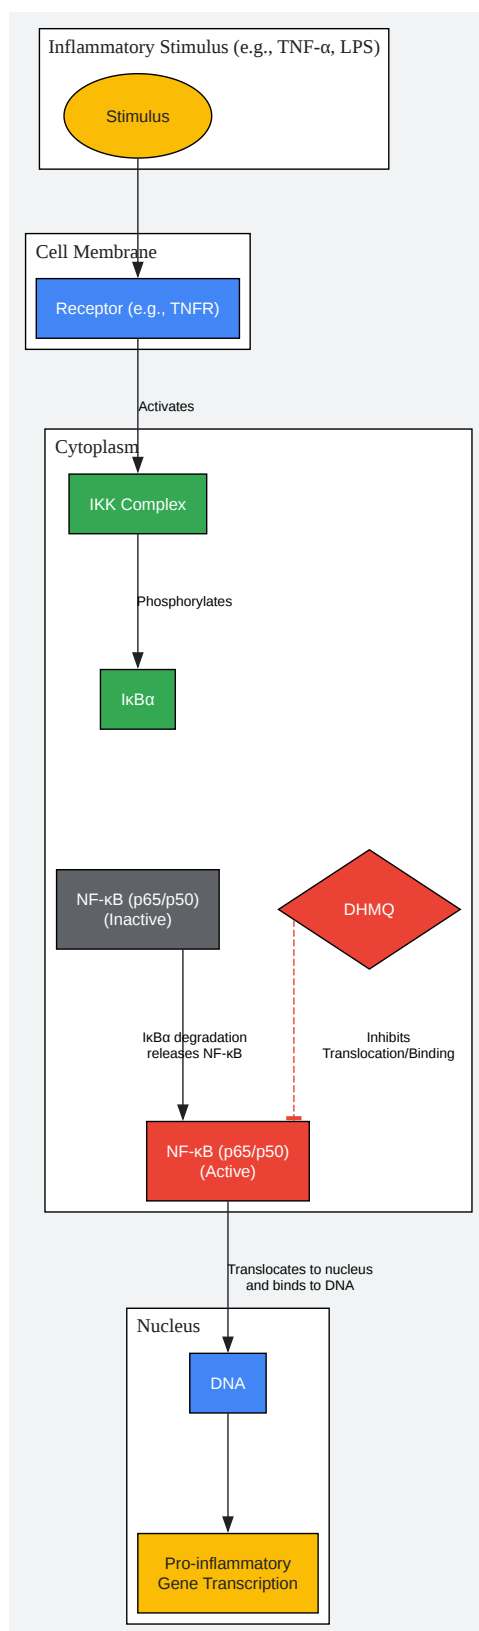 Inflammatory Stimulus (e.g., TNF-α, LPS)
Stimulus
Cell Membrane
Receptor (e.g., TNFR)
Activates
Cytoplasm
IKK Complex
Phosphorylates
IκBα
NF-κB (p65/p50)
(Inactive)
DHMQ
IκBα degradation
releases NF-κB
Inhibits
Translocation/Binding
NF-κB (p65/p50)
(Active)
Translocates to nucleus
and binds to DNA
Nucleus
DNA
Pro-inflammatory
Gene Transcription